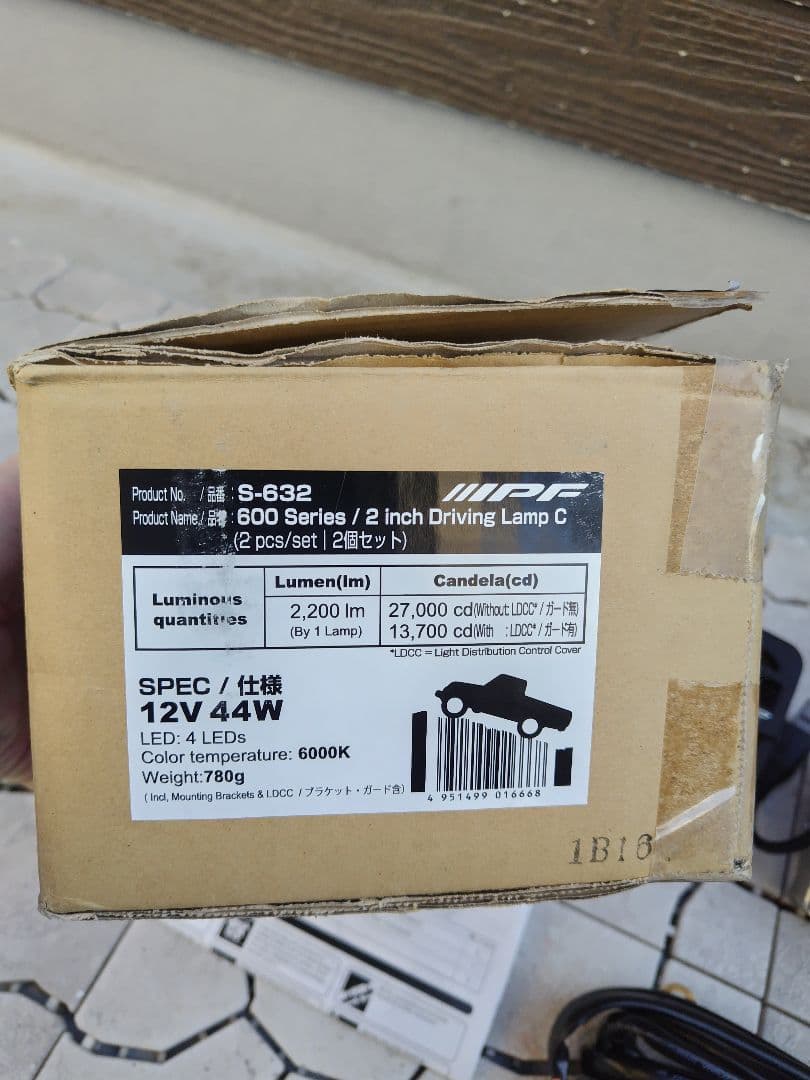 Product No. / 品番 : S-632
IPF
Product Name / 品名 : 600 Series / 2 inch Driving Lamp C
(2 pcs/set | 2個セット)
Luminous quantities
Lumen(lm)
Candela(cd)
2,200 lm
(By 1 Lamp)
27,000 cd(Without LDCC* / ガード無)
13,700 cd(With : LDCC* / ガード有)
*LDCC = Light Distribution Control Cover
SPEC / 仕様
12V 44W
LED: 4 LEDs
Color temperature: 6000K
Weight:780g
( Incl, Mounting Brackets & LDCC / ブラケット・ガード含)
4 951499 016668
1B16